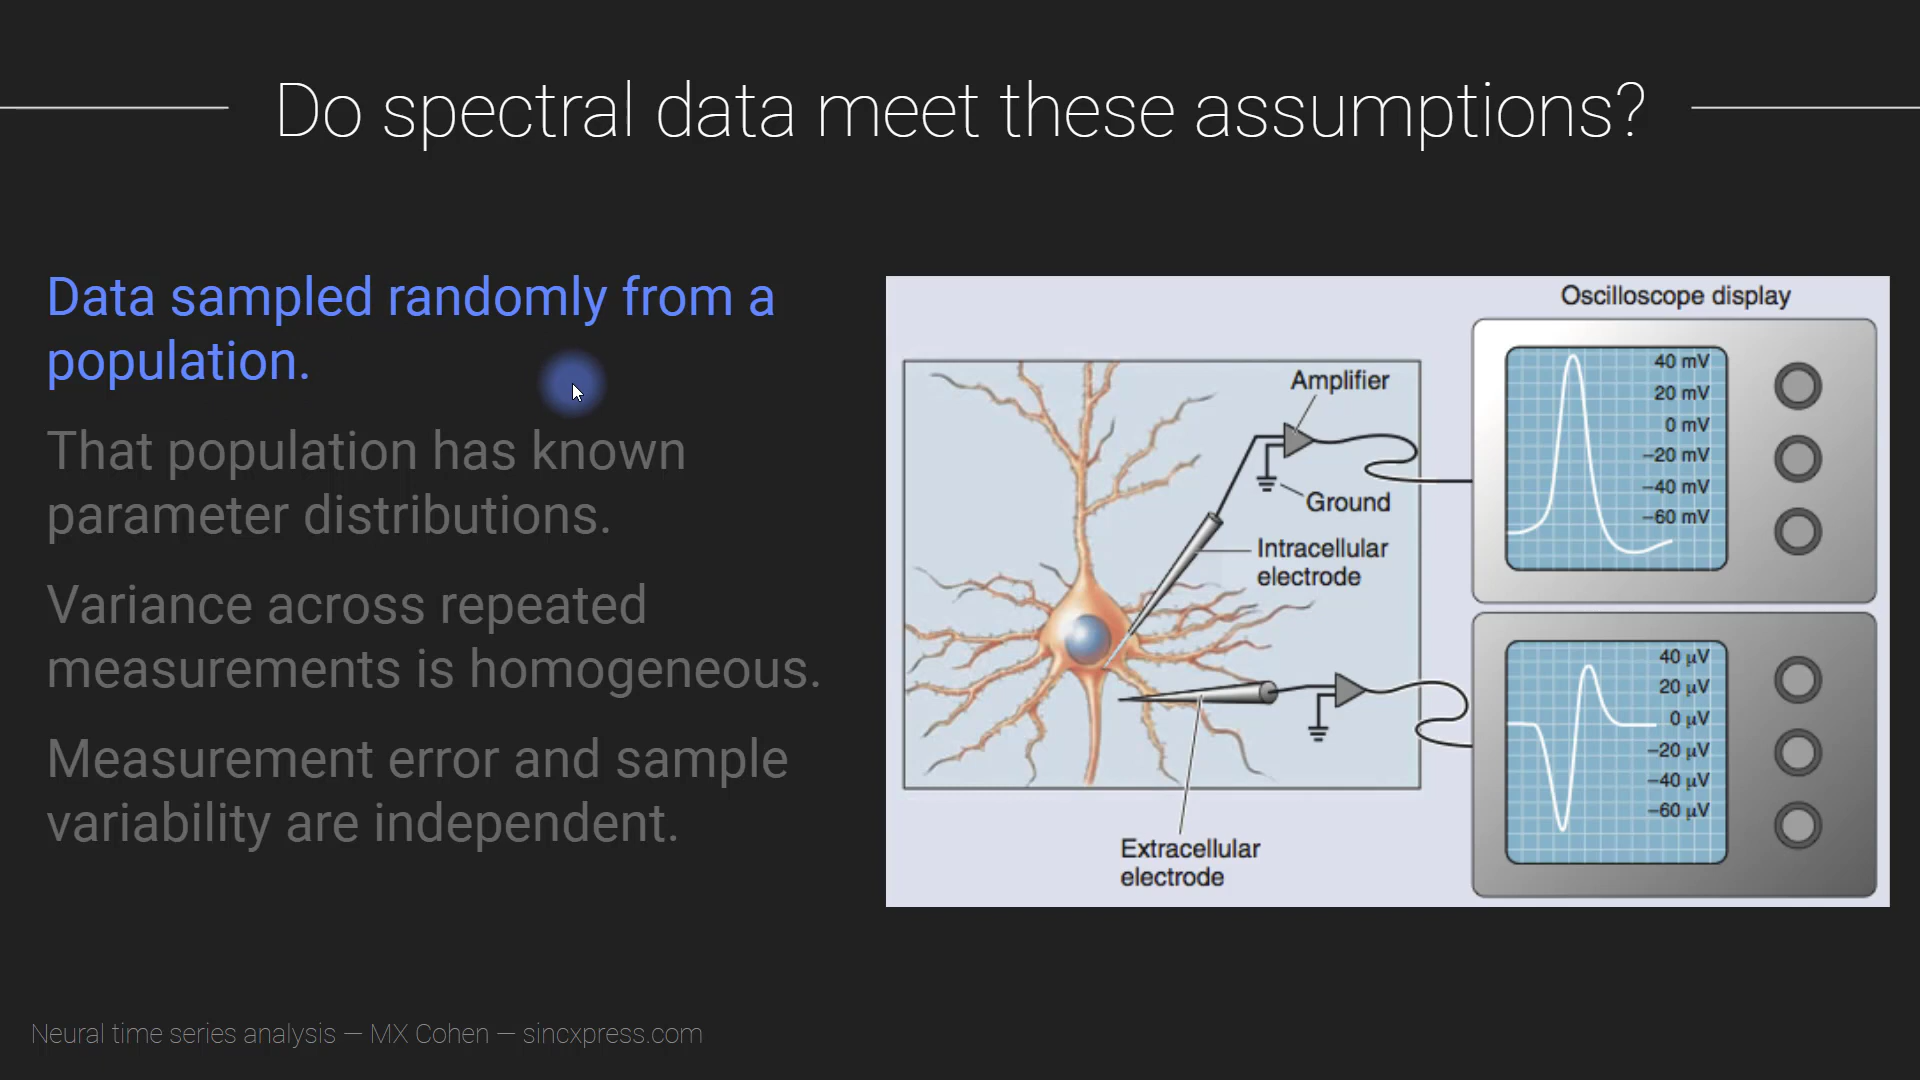 Do spectral data meet these assumptions?
Data sampled randomly from a
population.
That population has known
parameter distributions.
Variance across repeated
measurements is homogeneous.
Measurement error and sample
variability are independent.
Oscilloscope display
Amplifier
Ground
Intracellular
electrode
Extracellular
electrode
40 mV
20 mV
0 mV
−20 mV
−40 mV
−60 mV
40 µV
20 µV
0 µV
−20 µV
−40 µV
−60 µV
Neural time series analysis — MX Cohen — sincxpress.com